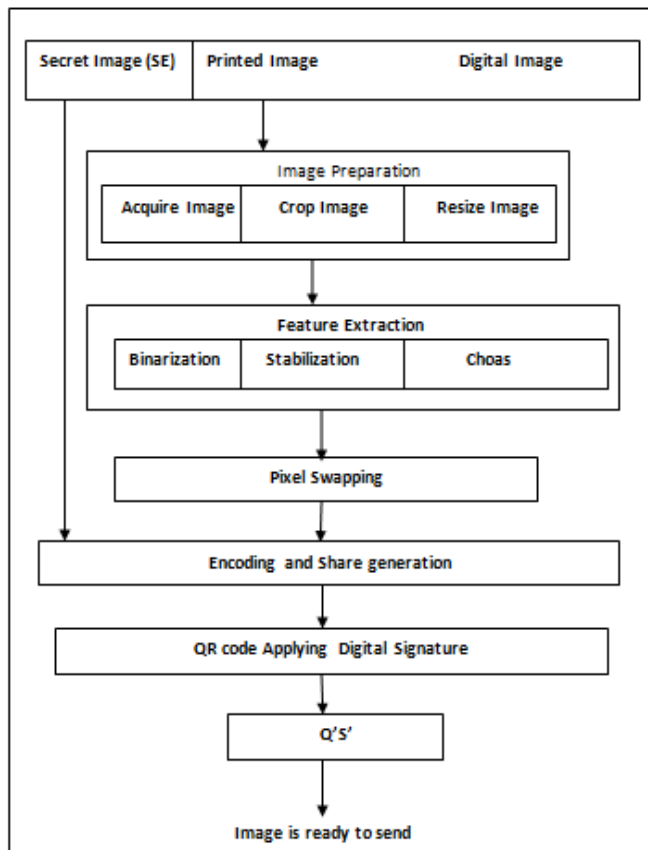 Secret Image (SE) Printed Image Digital Image
Image Preparation
Acquire Image Crop Image Resize Image
Feature Extraction
Binarization Stabilization Choas
Pixel Swapping
Encoding and Share generation
QR code Applying Digital Signature
Q'S'
Image is ready to send